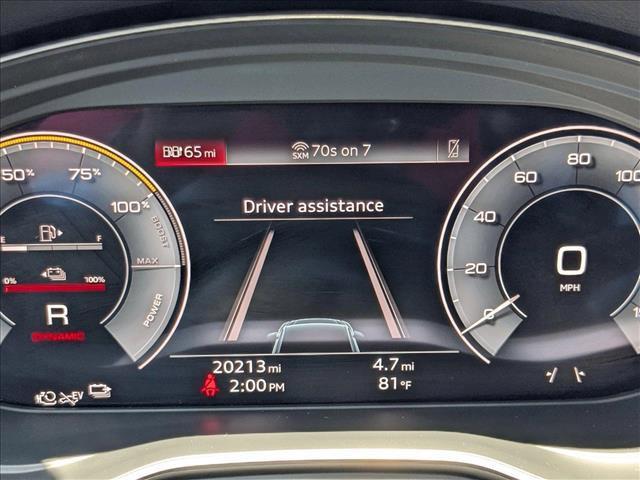 65 mi
SXM 70s on 7
Driver assistance
50% 75% 100%
BOOST
MAX
POWER
E F
0% 100%
R
DYNAMIC
EV
20213 mi 4.7 mi
2:00 PM 81°F
0 20 40 60 80 100
0
MPH